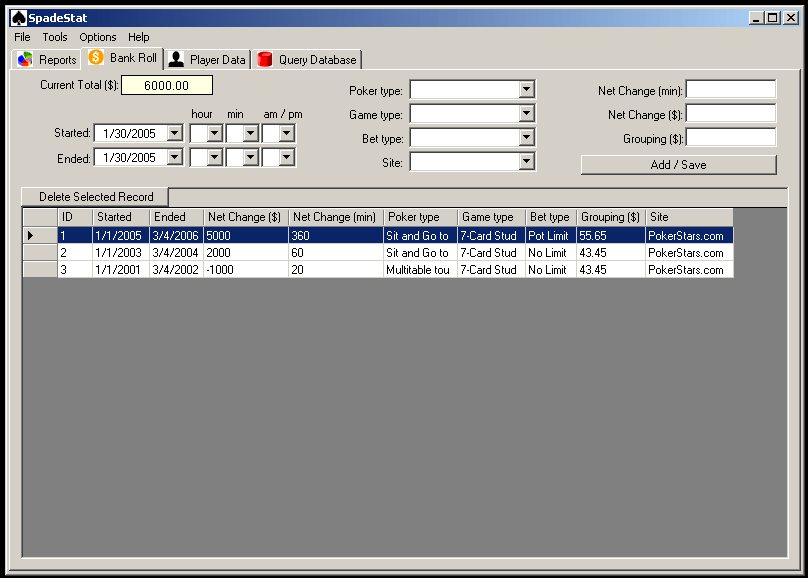 SpadeStat
File Tools Options Help
Reports Bank Roll Player Data Query Database
Current Total ($): 6000.00
hour min am / pm
Started: 1/30/2005
Ended: 1/30/2005
Poker type:
Game type:
Bet type:
Site:
Net Change (min):
Net Change ($):
Grouping ($):
Add / Save
Delete Selected Record
ID Started Ended Net Change ($) Net Change (min) Poker type Game type Bet type Grouping ($) Site
1 1/1/2005 3/4/2006 5000 360 Sit and Go to 7-Card Stud Pot Limit 55.65 PokerStars.com
2 1/1/2003 3/4/2004 2000 60 Sit and Go to 7-Card Stud No Limit 43.45 PokerStars.com
3 1/1/2001 3/4/2002 -1000 20 Multitable tou 7-Card Stud No Limit 43.45 PokerStars.com